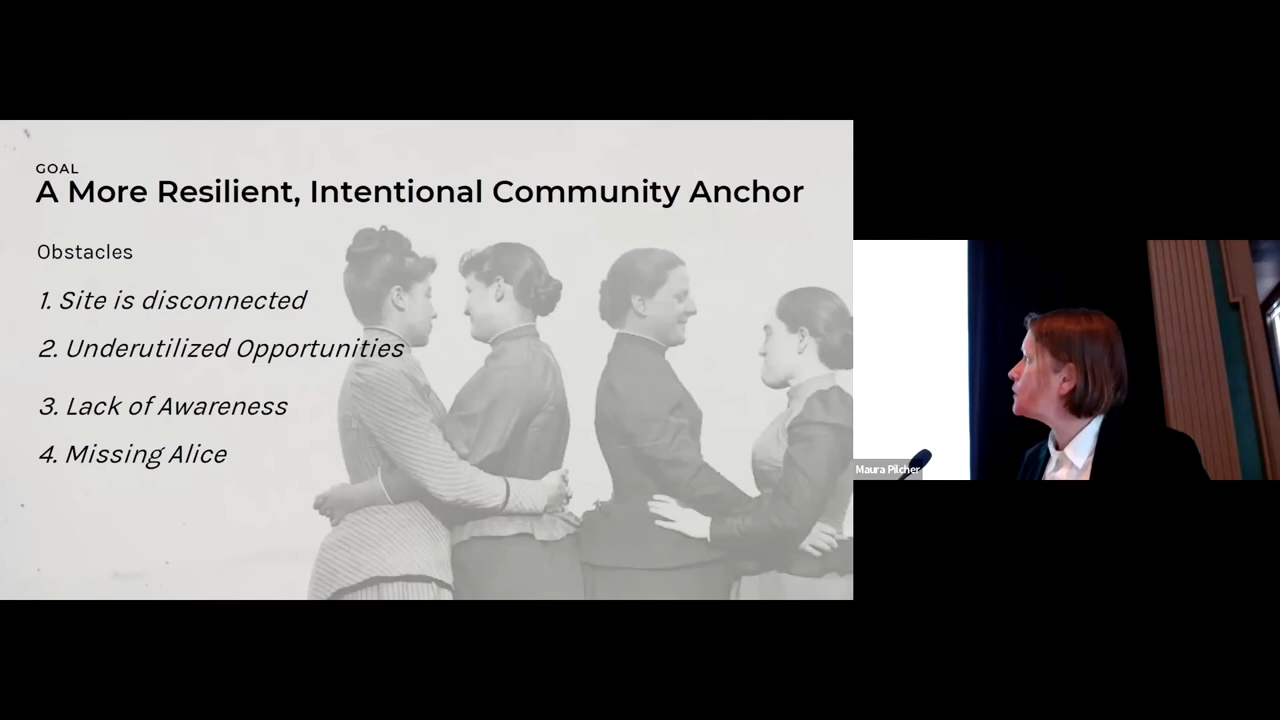 GOAL
A More Resilient, Intentional Community Anchor
Obstacles
1. Site is disconnected
2. Underutilized Opportunities
3. Lack of Awareness
4. Missing Alice
Maura Pilcher